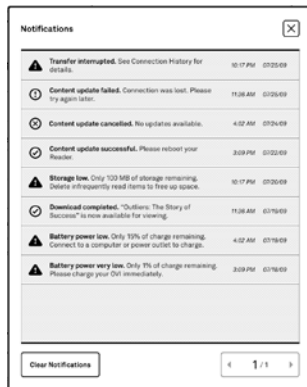 Notifications
Transfer interrupted. See Connection History for
details.
10:17 PM 07/25/09
Content update failed. Connection was lost. Please
try again later.
11:26 AM 07/25/09
Content update cancelled. No updates available.
4:02 AM 07/24/09
Content update successful. Please reboot your
Reader.
3:09 PM 07/22/09
Storage low. Only 100 MB of storage remaining.
Delete infrequently read items to free up space.
10:17 PM 07/20/09
Download completed. "Outliers: The Story of
Success" is now available for viewing.
11:26 AM 07/19/09
Battery power low. Only 15% of charge remaining.
Connect to a computer or power outlet to charge.
4:02 AM 07/19/09
Battery power very low. Only 1% of charge remaining.
Please charge your DVI immediately.
3:09 PM 07/18/09
Clear Notifications
1 / 1